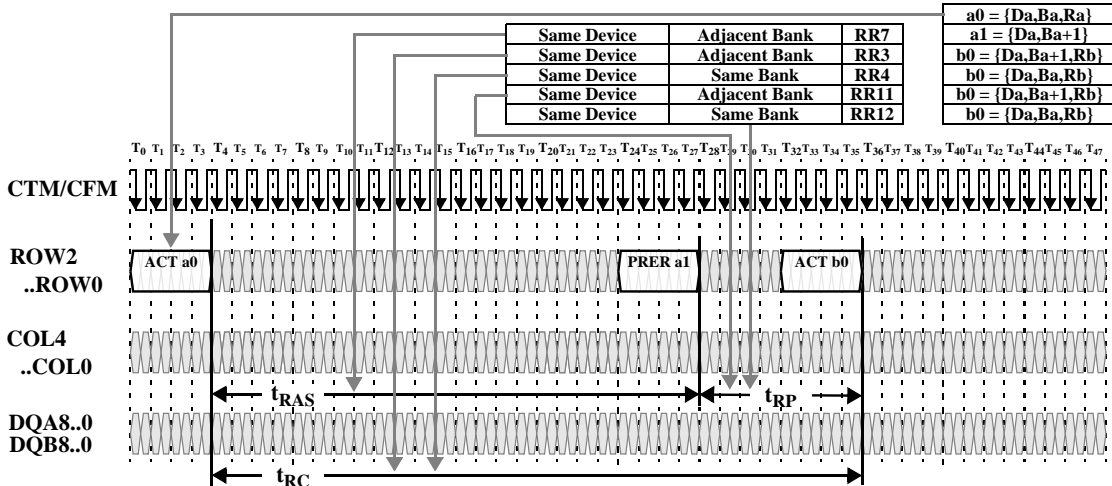 a0 = {Da,Ba,Ra}
Same Device Adjacent Bank RR7 a1 = {Da,Ba+1}
Same Device Adjacent Bank RR3 b0 = {Da,Ba+1,Rb}
Same Device Same Bank RR4 b0 = {Da,Ba,Rb}
Same Device Adjacent Bank RR11 b0 = {Da,Ba+1,Rb}
Same Device Same Bank RR12 b0 = {Da,Ba,Rb}
T0 T1 T2 T3 T4 T5 T6 T7 T8 T9 T10 T11 T12 T13 T14 T15 T16 T17 T18 T19 T20 T21 T22 T23 T24 T25 T26 T27 T28 T29 T30 T31 T32 T33 T34 T35 T36 T37 T38 T39 T40 T41 T42 T43 T44 T45 T46 T47
CTM/CFM
ROW2
..ROW0
ACT a0 PRER a1 ACT b0
COL4
..COL0
tRAS tRP
DQA8..0
DQB8..0
tRC